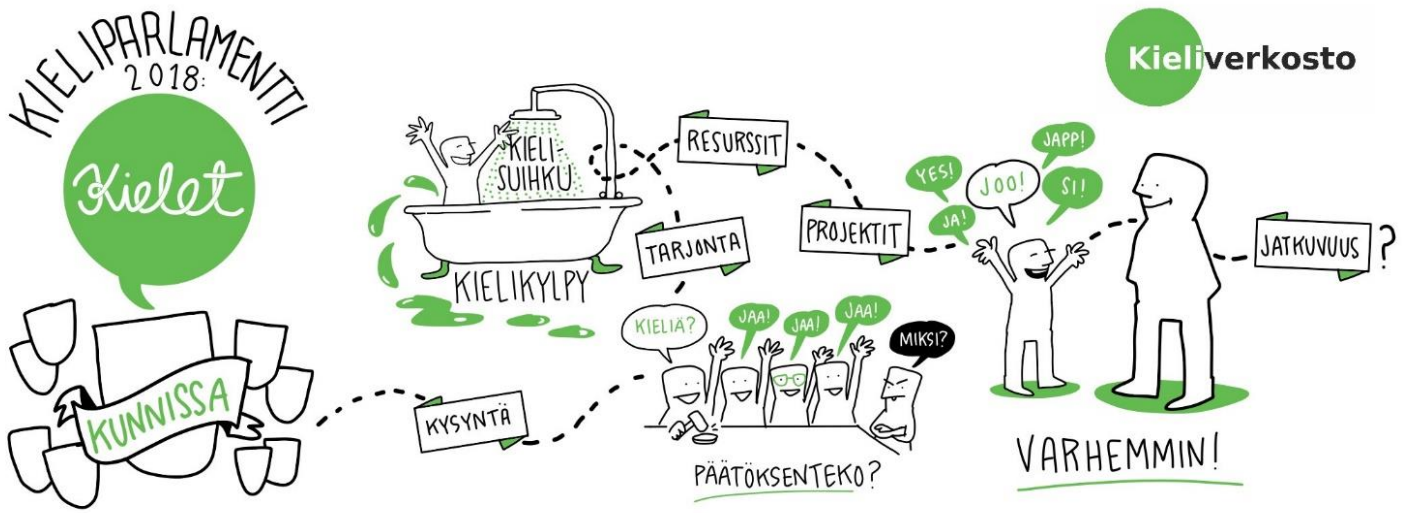 KIELIPARLAMENTTI
2018:
Kielet
KUNNISSA
KYSYNTÄ
KIELIÄ?
JAA!
JAA!
JAA!
MIKSI?
PÄÄTÖKSENTEKO?
TARJONTA
KIELI-
SUIHKU
KIELIKYLPY
RESURSSIT
PROJEKTIT
YES!
JA!
JOO!
JAPP!
SI!
VARHEMMIN!
JATKUVUUS?
Kieliverkosto